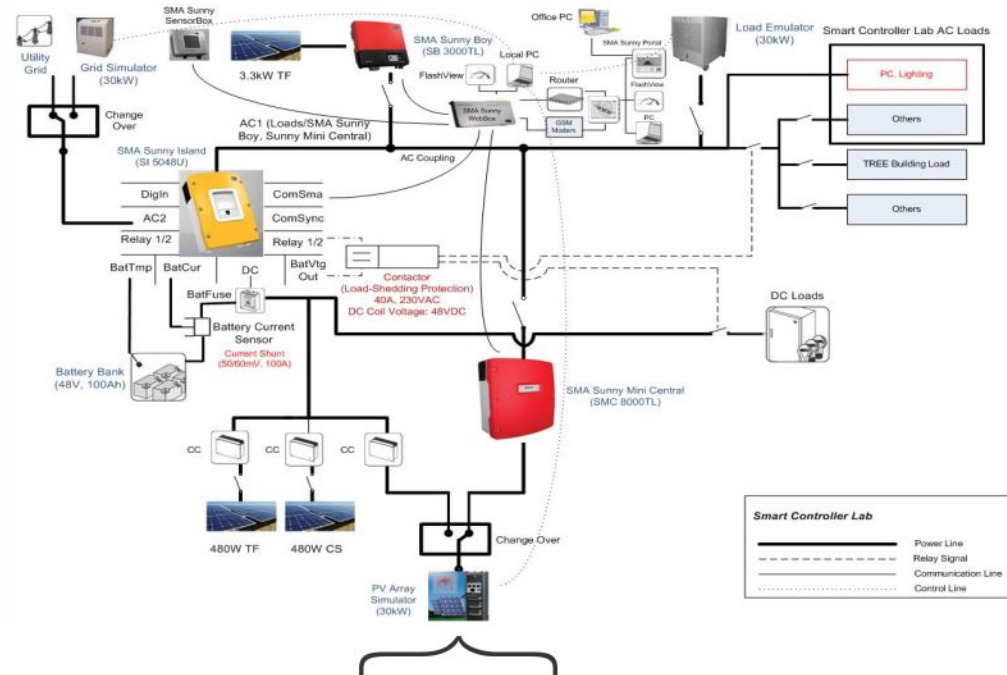 SMA Sunny
SensorBox
Utility
Grid
Grid Simulator
(30kW)
3.3kW TF
SMA Sunny Boy
(SB 3000TL)
Office PC
SMA Sunny Portal
Local PC
FlashView
Router
FlashView
SMA Sunny
WebBox
GSM
Modem
PC
Load Emulator
(30kW)
Smart Controller Lab AC Loads
PC, Lighting
Others
TREE Building Load
Others
Change
Over
AC1 (Loads/SMA Sunny
Boy, Sunny Mini Central)
SMA Sunny Island
(SI 5048U)
AC Coupling
DigIn
ComSma
AC2
ComSync
Relay 1/2
Relay 1/2
BatTmp
BatCur
DC
BatVtg
Out
Contactor
(Load-Shedding Protection)
40A, 230VAC
DC Coil Voltage: 48VDC
BatFuse
Battery Current
Sensor
Current Shunt
(50/60mV, 100A)
Battery Bank
(48V, 100Ah)
DC Loads
SMA Sunny Mini Central
(SMC 8000TL)
CC
CC
CC
480W TF
480W CS
Change Over
PV Array
Simulator
(30kW)
Smart Controller Lab
Power Line
Relay Signal
Communication Line
Control Line